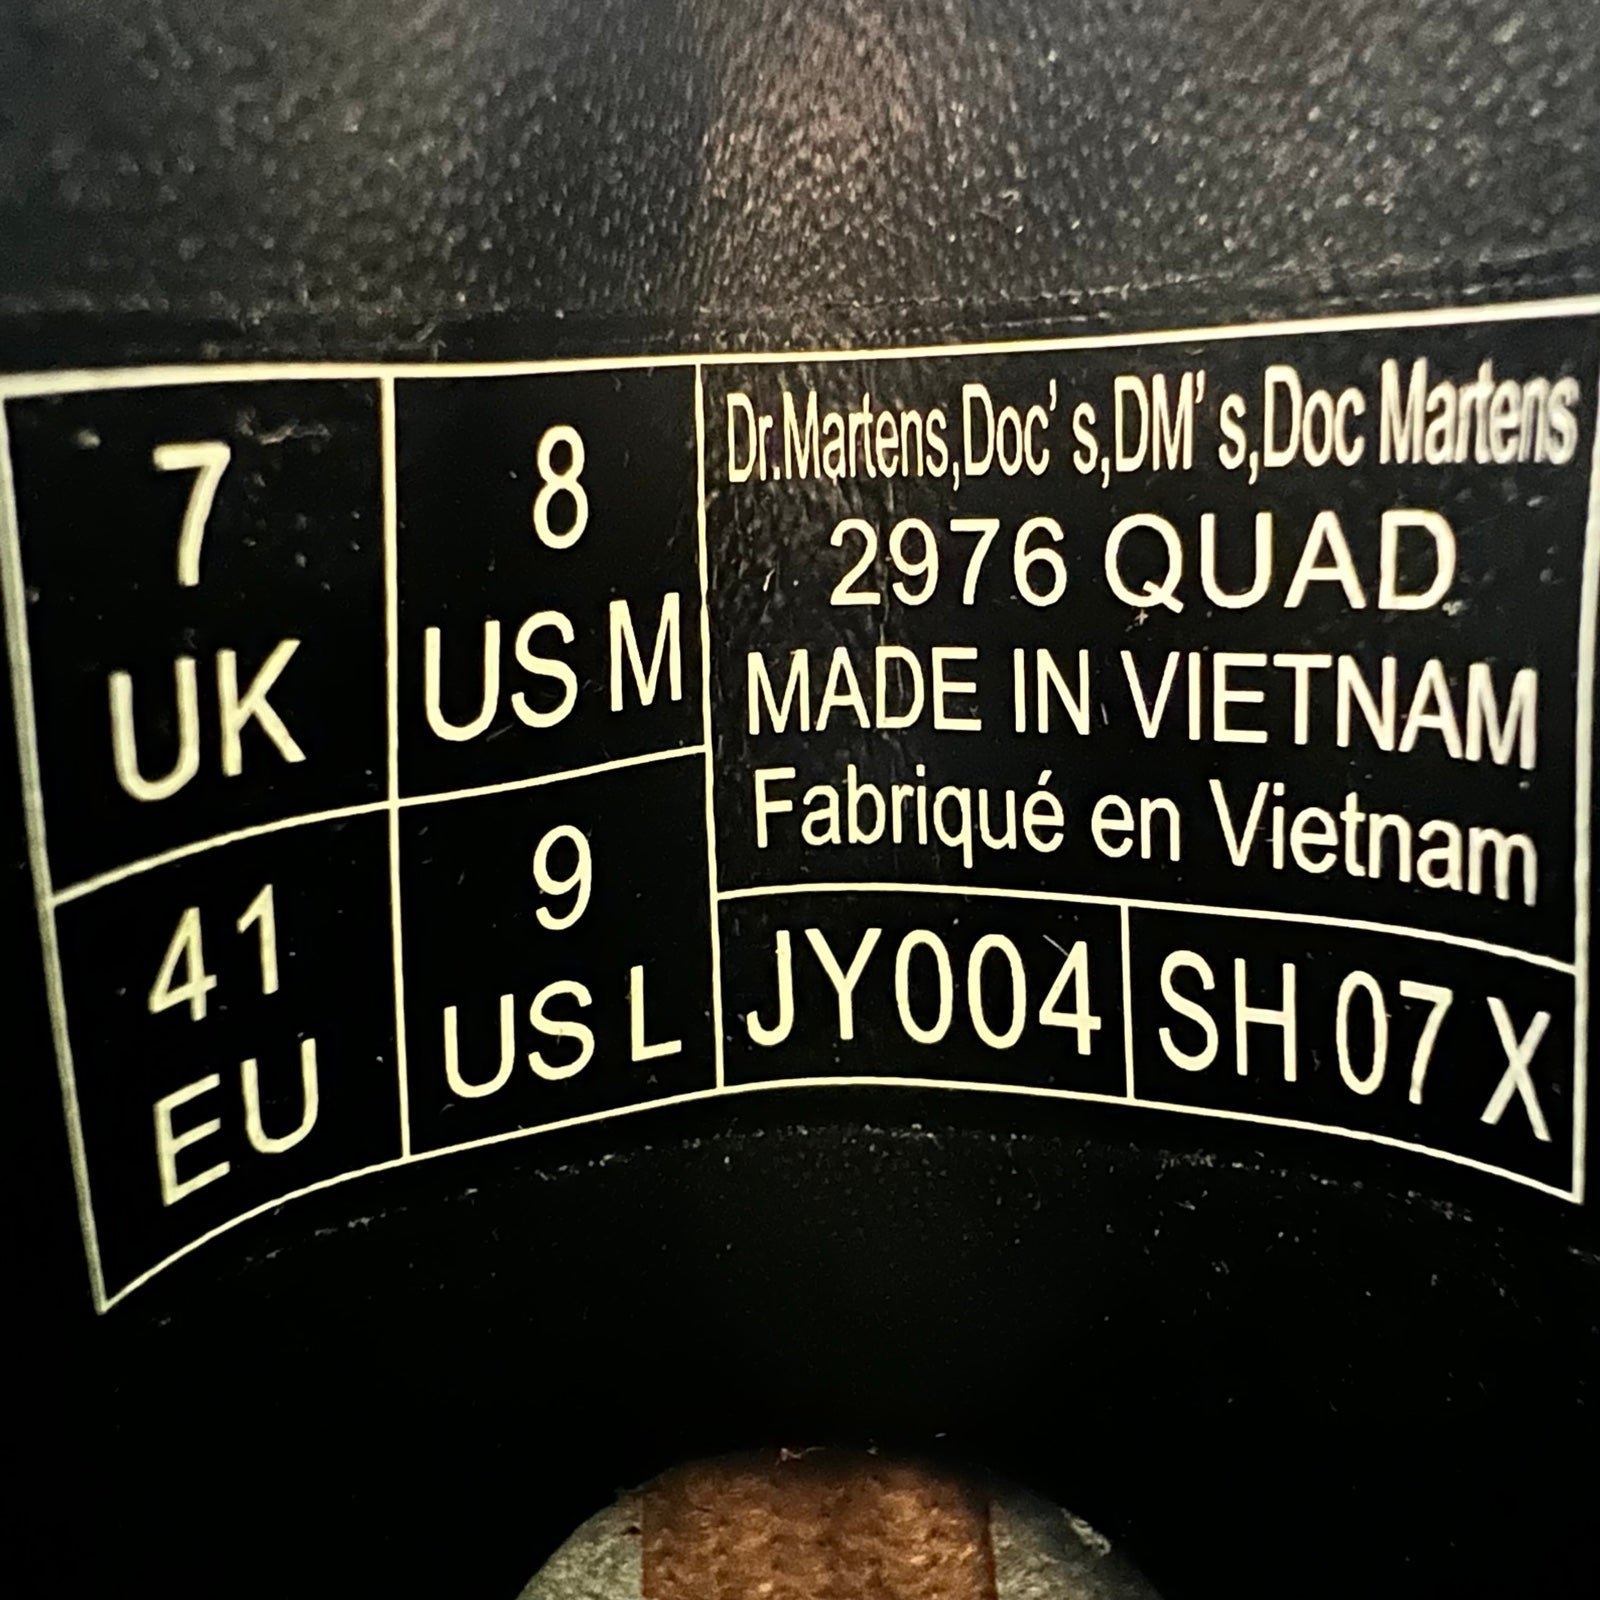 7
UK
8
US M
41
EU
9
US L
Dr.Martens,Doc's,DM's,Doc Martens
2976 QUAD
MADE IN VIETNAM
Fabriqué en Vietnam
JY004
SH 07 X